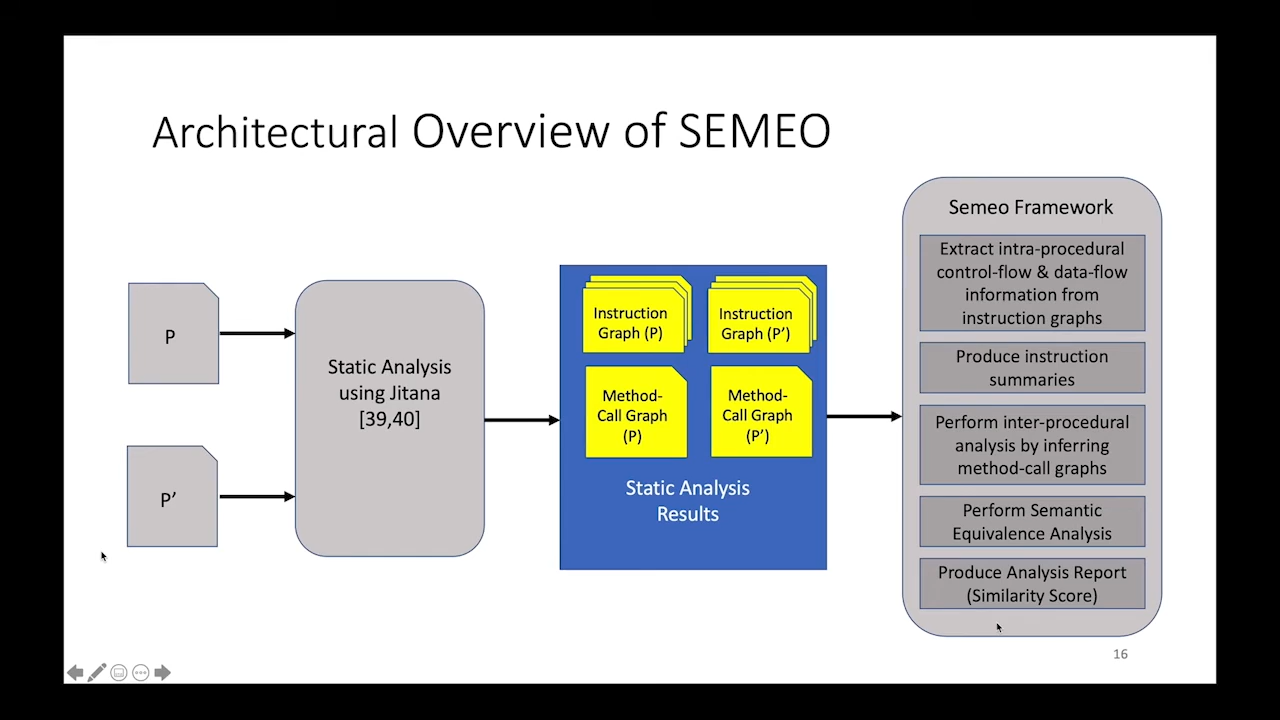 Architectural Overview of SEMEO
P
P’
Static Analysis
using Jitana
[39,40]
Instruction
Graph (P)
Instruction
Graph (P’)
Method-
Call Graph
(P)
Method-
Call Graph
(P’)
Static Analysis
Results
Semeo Framework
Extract intra-procedural
control-flow & data-flow
information from
instruction graphs
Produce instruction
summaries
Perform inter-procedural
analysis by inferring
method-call graphs
Perform Semantic
Equivalence Analysis
Produce Analysis Report
(Similarity Score)
16